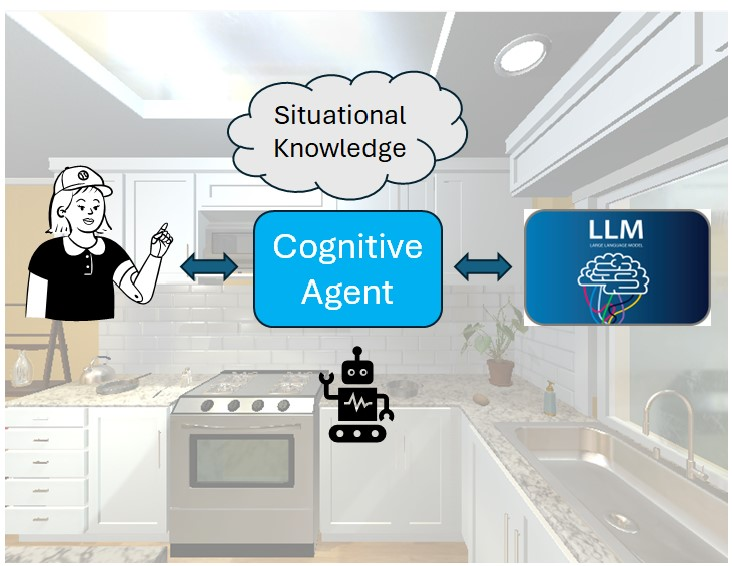 Situational
Knowledge
Cognitive
Agent
LLM
LARGE LANGUAGE MODEL